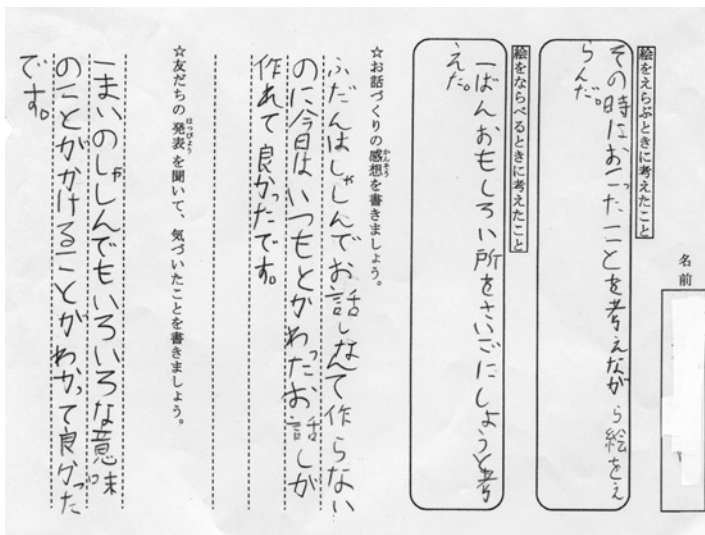 名前
絵をえらぶときに考えたこと
その時におこったことを考えながら絵をえ
らんだ。
絵をならべるときに考えたこと
一ばんおもしろい所をさいごにしようと考
えた。
☆お話づくりの感想を書きましょう。
かんそう
ふだんはしゃしんでお話しなんて作らない
のに今日はいつもとかわったお話しが
作れて良かったです。
☆友だちの発表を聞いて、気づいたことを書きましょう。
はっぴょう
一まいのしゃしんでもいろいろな意味
のことがかけることがわかって良かった
です。